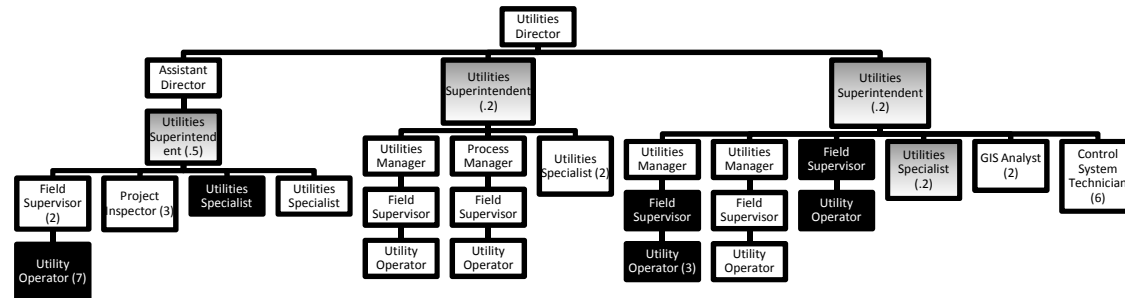 Utilities
Director
Assistant
Director
Utilities
Superintendent
(.2)
Utilities
Superintendent
(.2)
Utilities
Superintend
ent (.5)
Field
Supervisor
(2)
Project
Inspector (3)
Utilities
Specialist
Utilities
Specialist
Utility
Operator (7)
Utilities
Manager
Process
Manager
Utilities
Specialist (2)
Field
Supervisor
Field
Supervisor
Utility
Operator
Utility
Operator
Utilities
Manager
Utilities
Manager
Field
Supervisor
Utilities
Specialist
(.2)
GIS Analyst
(2)
Control
System
Technician
(6)
Field
Supervisor
Field
Supervisor
Utility
Operator
Utility
Operator (3)
Utility
Operator